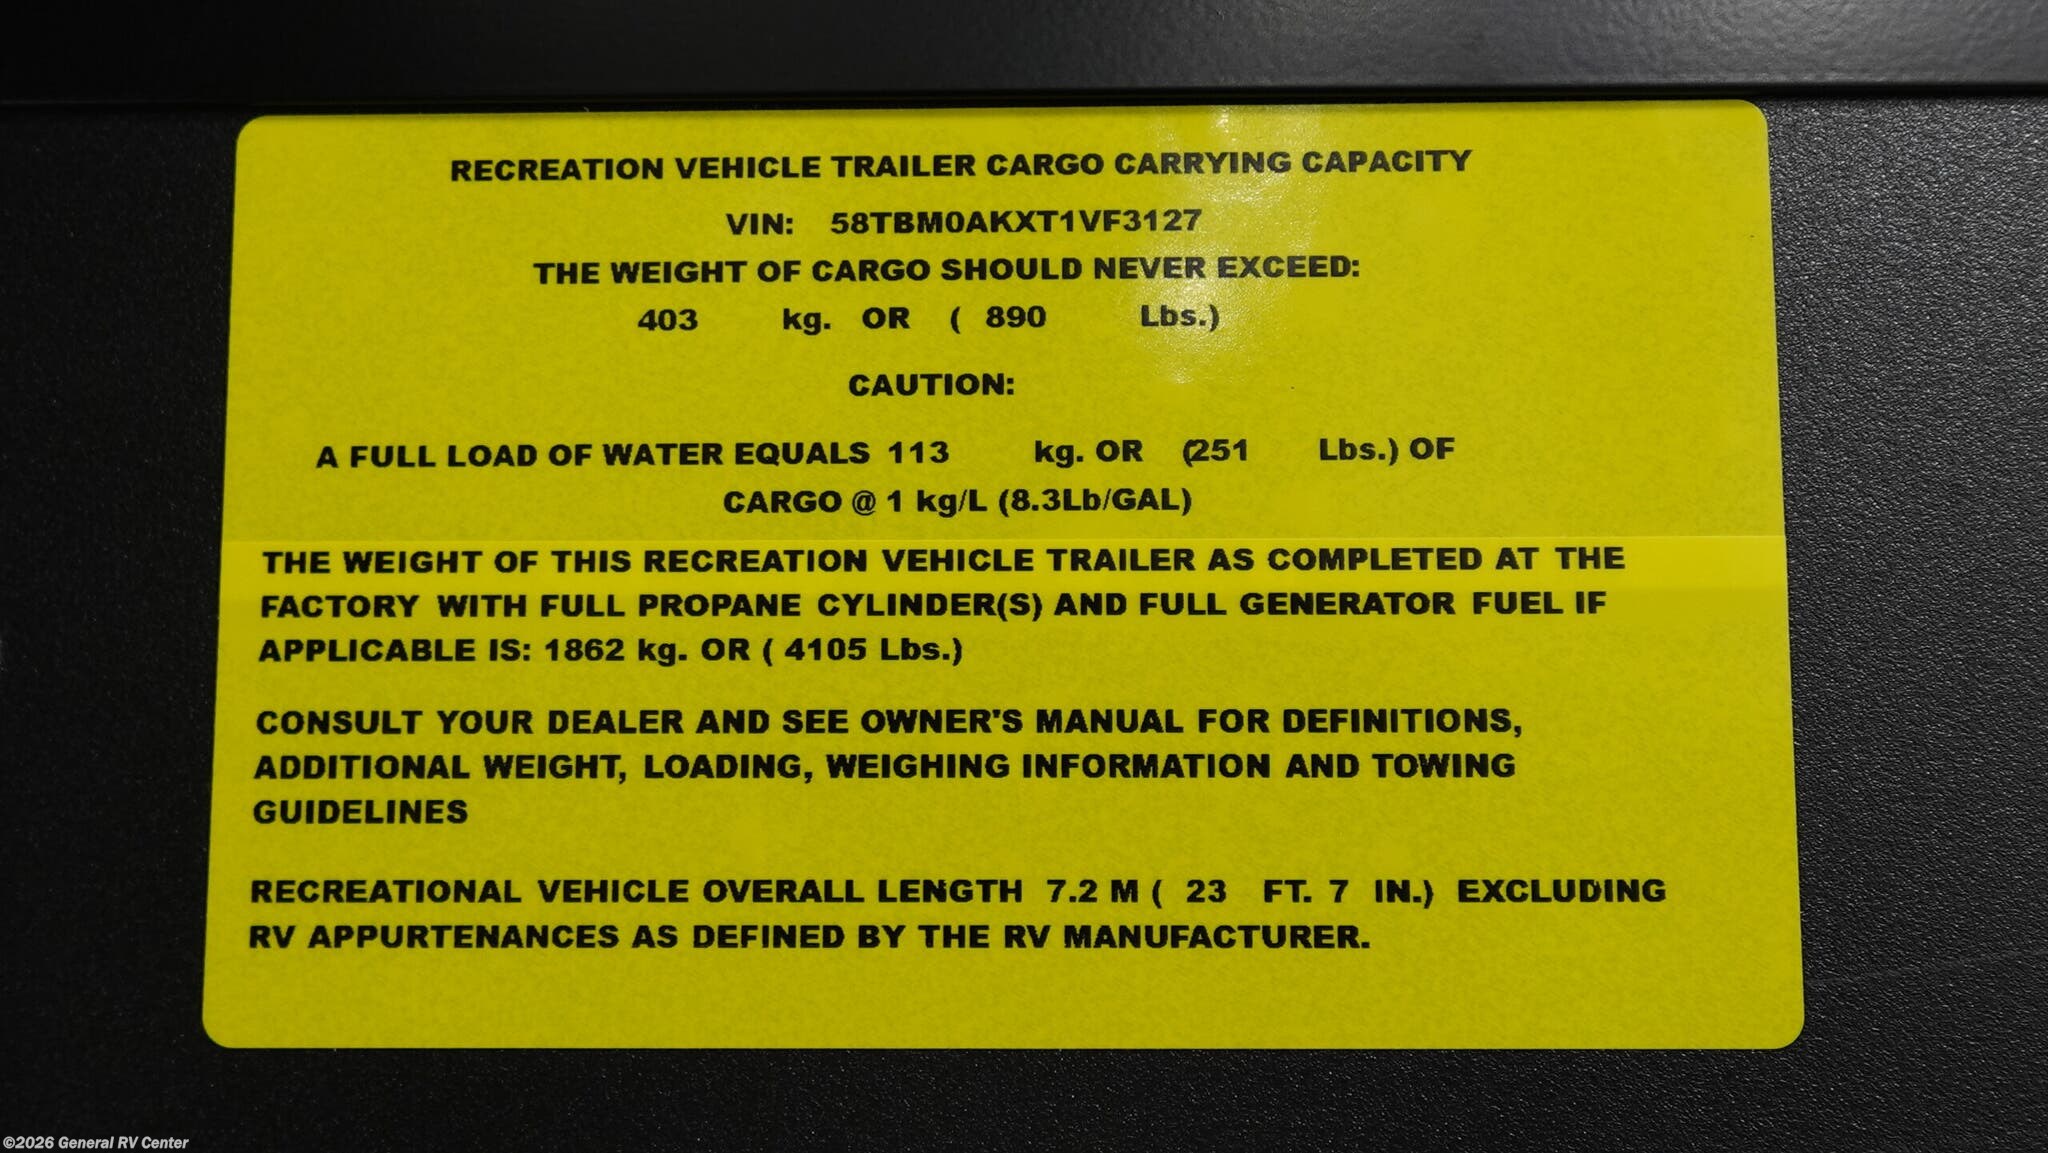 RECREATION VEHICLE TRAILER CARGO CARRYING CAPACITY
VIN: 58TBM0AKXT1VF3127
THE WEIGHT OF CARGO SHOULD NEVER EXCEED:
403 kg. OR ( 890 Lbs.)
CAUTION:
A FULL LOAD OF WATER EQUALS 113 kg. OR (251 Lbs.) OF
CARGO @ 1 kg/L (8.3Lb/GAL)
THE WEIGHT OF THIS RECREATION VEHICLE TRAILER AS COMPLETED AT THE
FACTORY WITH FULL PROPANE CYLINDER(S) AND FULL GENERATOR FUEL IF
APPLICABLE IS: 1862 kg. OR ( 4105 Lbs.)
CONSULT YOUR DEALER AND SEE OWNER'S MANUAL FOR DEFINITIONS,
ADDITIONAL WEIGHT, LOADING, WEIGHING INFORMATION AND TOWING
GUIDELINES
RECREATIONAL VEHICLE OVERALL LENGTH 7.2 M ( 23 FT. 7 IN.) EXCLUDING
RV APPURTENANCES AS DEFINED BY THE RV MANUFACTURER.
©2026 General RV Center